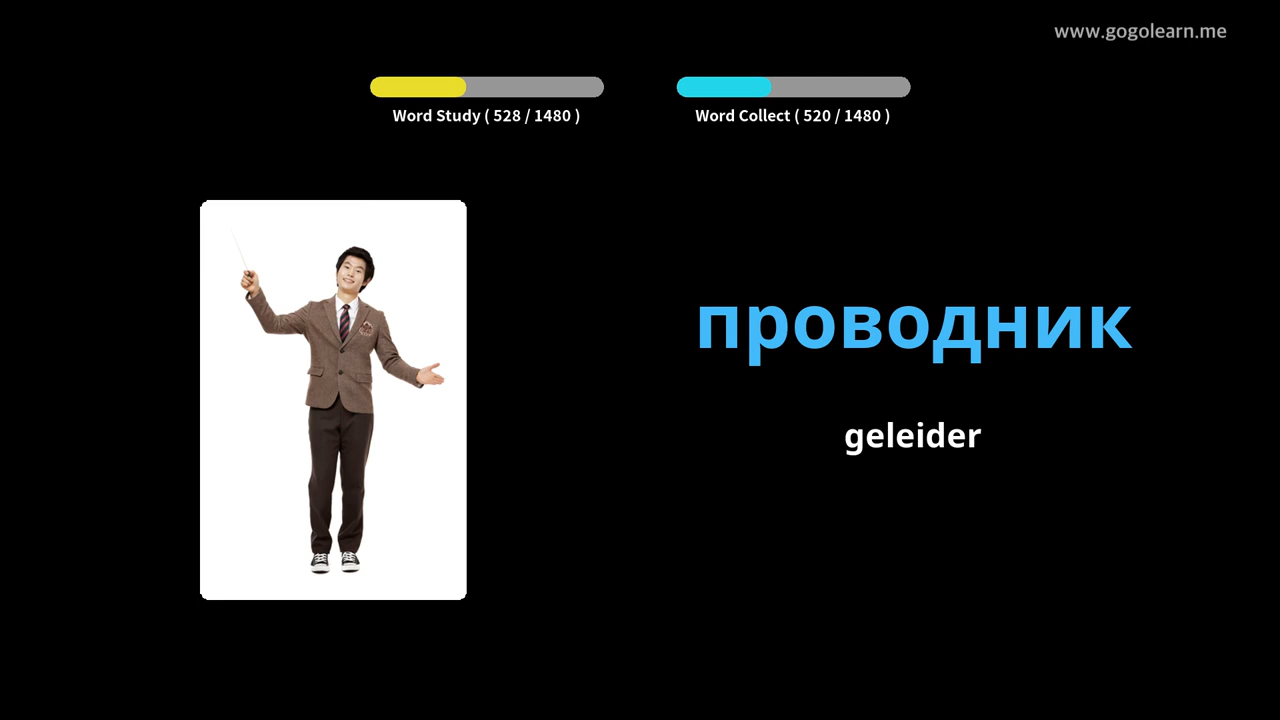 www.gogolearn.me
Word Study ( 528 / 1480 )
Word Collect ( 520 / 1480 )
проводник
geleider